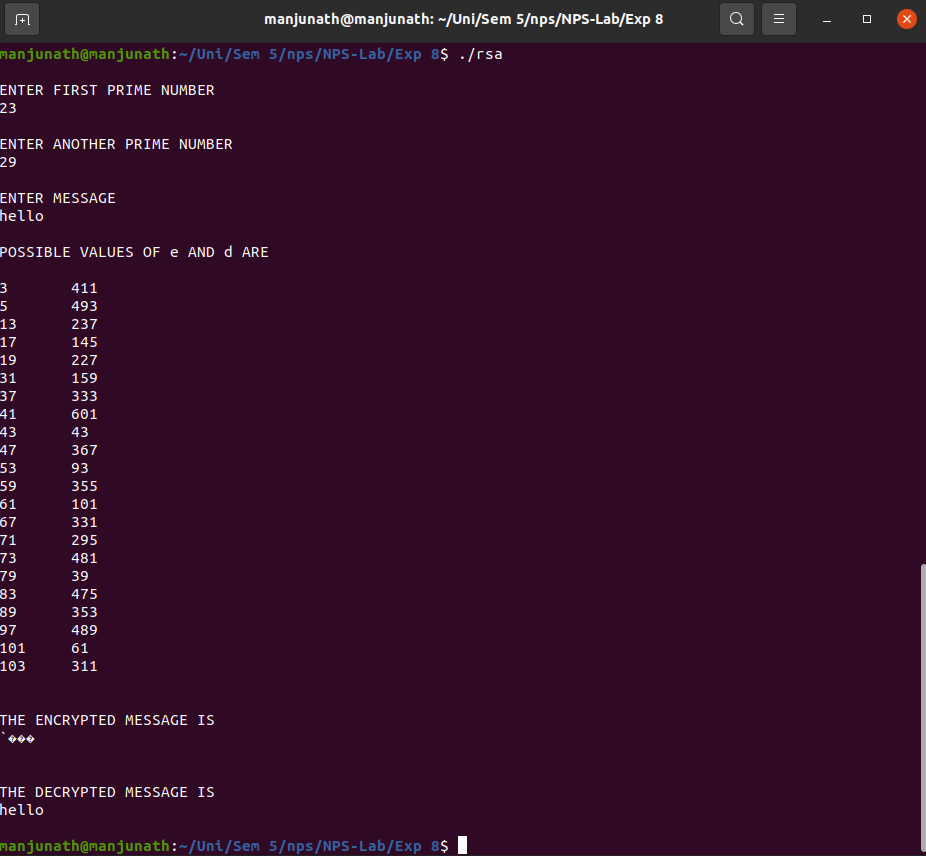 manjunath@manjunath: ~/Uni/Sem 5/nps/NPS-Lab/Exp 8
manjunath@manjunath:~/Uni/Sem 5/nps/NPS-Lab/Exp 8$ ./rsa
ENTER FIRST PRIME NUMBER
23
ENTER ANOTHER PRIME NUMBER
29
ENTER MESSAGE
hello
POSSIBLE VALUES OF e AND d ARE
3 411
5 493
13 237
17 145
19 227
31 159
37 333
41 601
43 43
47 367
53 93
59 355
61 101
67 331
71 295
73 481
79 39
83 475
89 353
97 489
101 61
103 311
THE ENCRYPTED MESSAGE IS
`���
THE DECRYPTED MESSAGE IS
hello
manjunath@manjunath:~/Uni/Sem 5/nps/NPS-Lab/Exp 8$